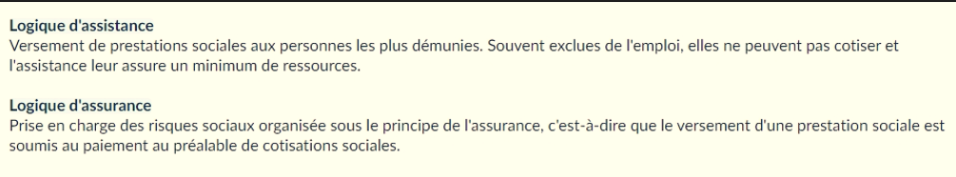 Logique d'assistance
Versement de prestations sociales aux personnes les plus démunies. Souvent exclues de l'emploi, elles ne peuvent pas cotiser et
l'assistance leur assure un minimum de ressources.
Logique d'assurance
Prise en charge des risques sociaux organisée sous le principe de l'assurance, c'est-à-dire que le versement d'une prestation sociale est
soumis au paiement au préalable de cotisations sociales.